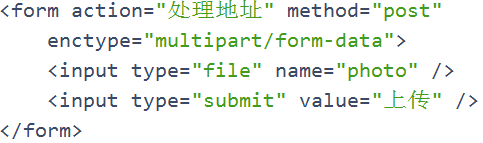 <form action="处理地址" method="post"
    enctype="multipart/form-data">
    <input type="file" name="photo" />
    <input type="submit" value="上传" />
</form>